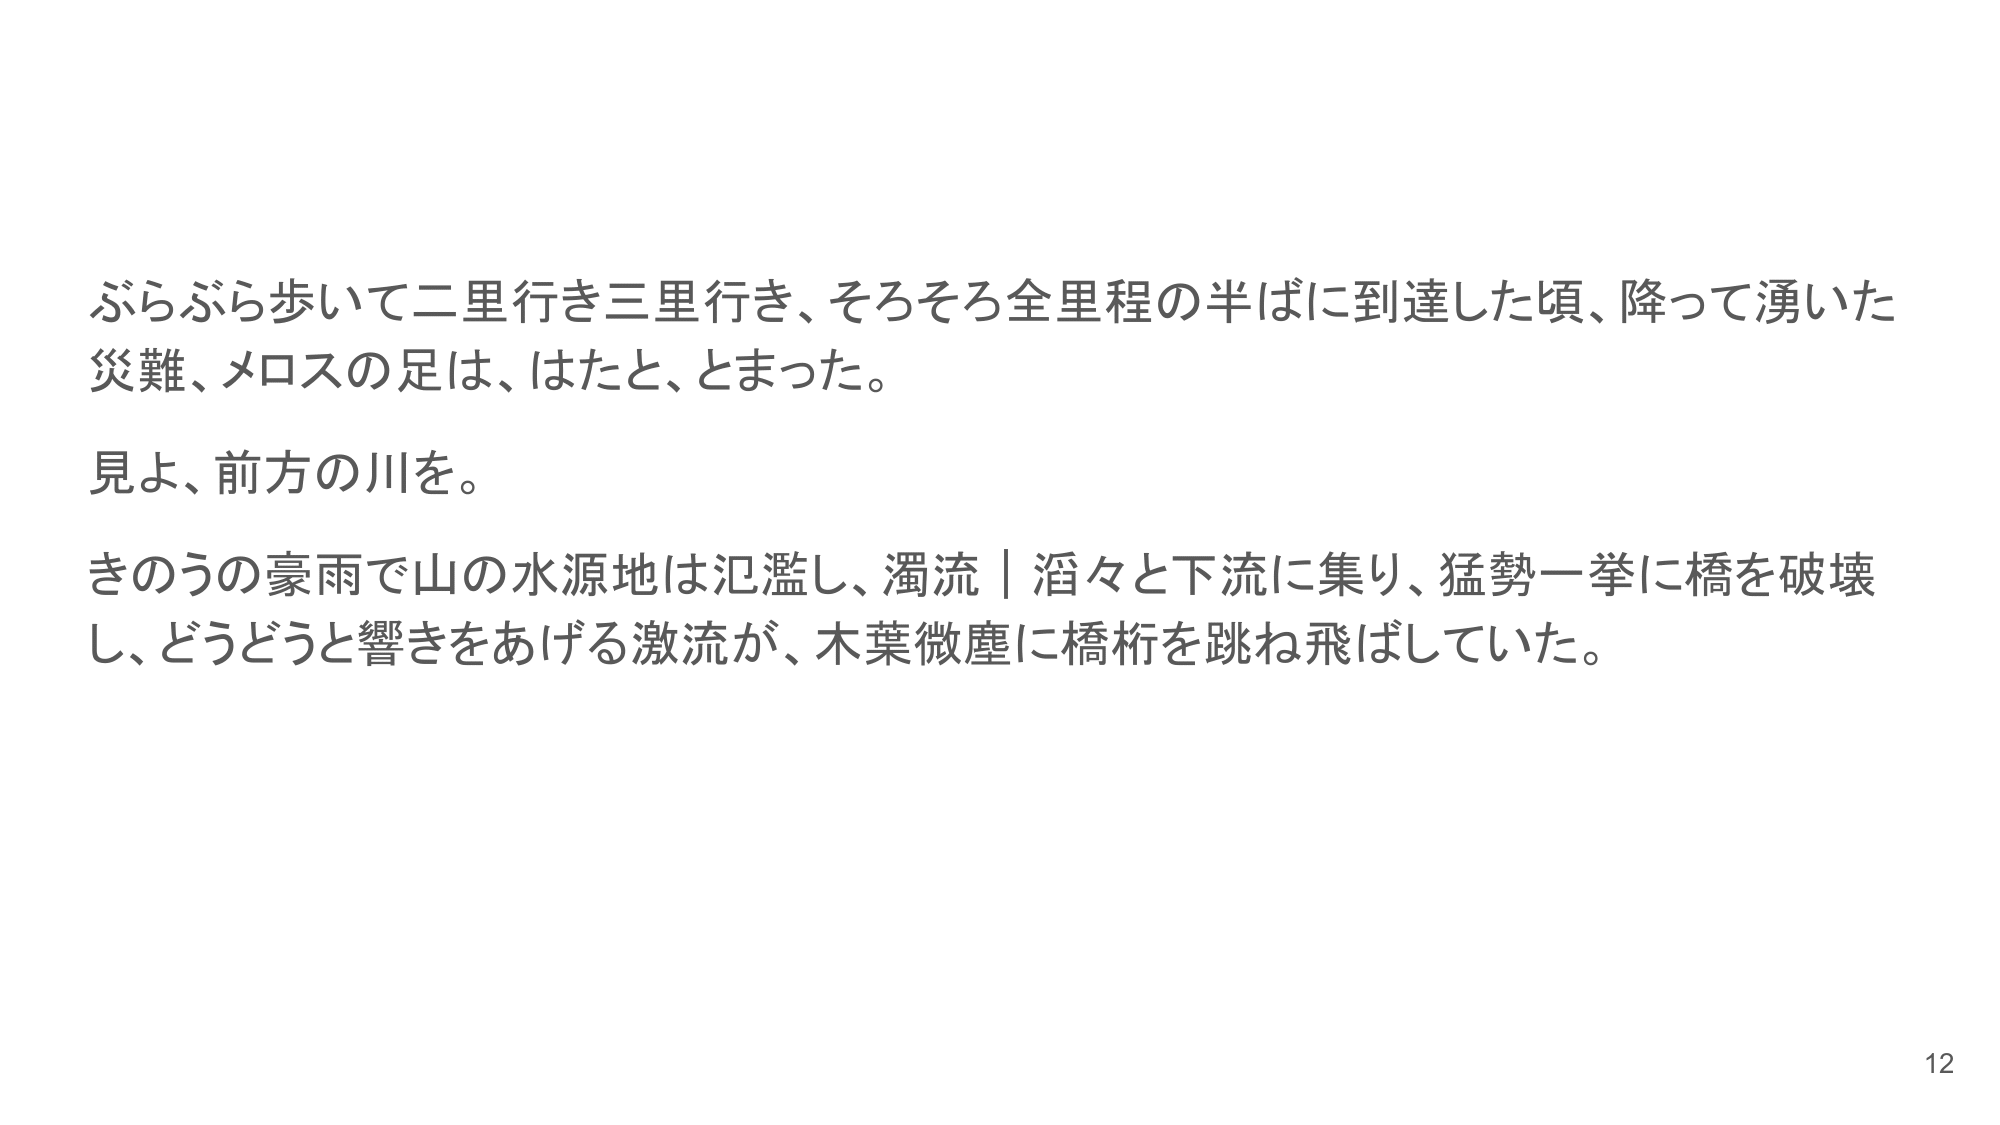 ぶらぶら歩いて二里行き三里行き、そろそろ全里程の半ばに到達した頃、降って湧いた
災難、メロスの足は、はたと、とまった。
見よ、前方の川を。
きのうの豪雨で山の水源地は氾濫し、濁流｜滔々と下流に集り、猛勢一挙に橋を破壊
し、どうどうと響きをあげる激流が、木葉微塵に橋桁を跳ね飛ばしていた。
12